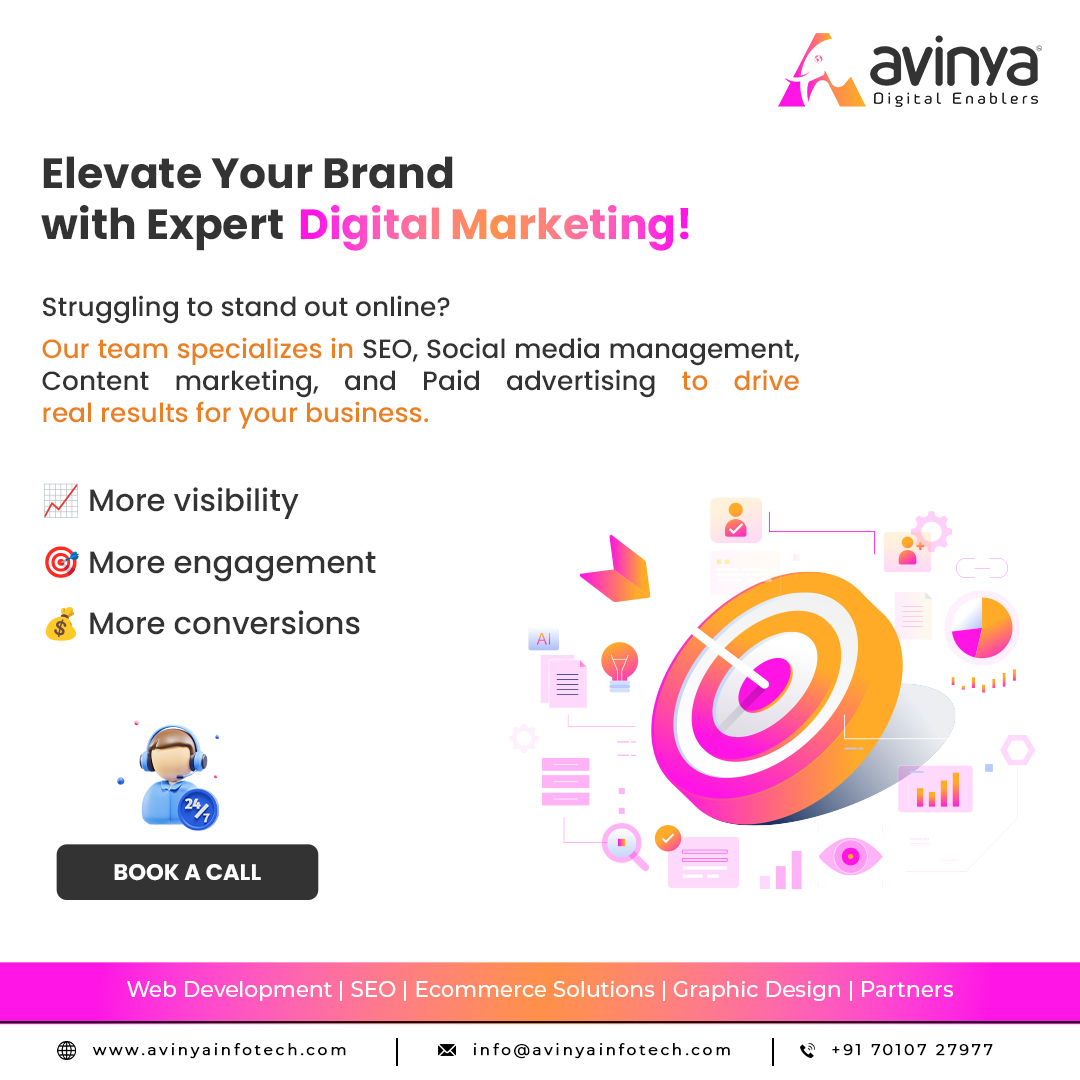 avinya®
Digital Enablers
Elevate Your Brand
with Expert Digital Marketing!
Struggling to stand out online?
Our team specializes in SEO, Social media management,
Content marketing, and Paid advertising to drive
real results for your business.
More visibility
More engagement
More conversions
AI
24/7
BOOK A CALL
Web Development | SEO | Ecommerce Solutions | Graphic Design | Partners
www.avinyainfotech.com
info@avinyainfotech.com
+91 70107 27977